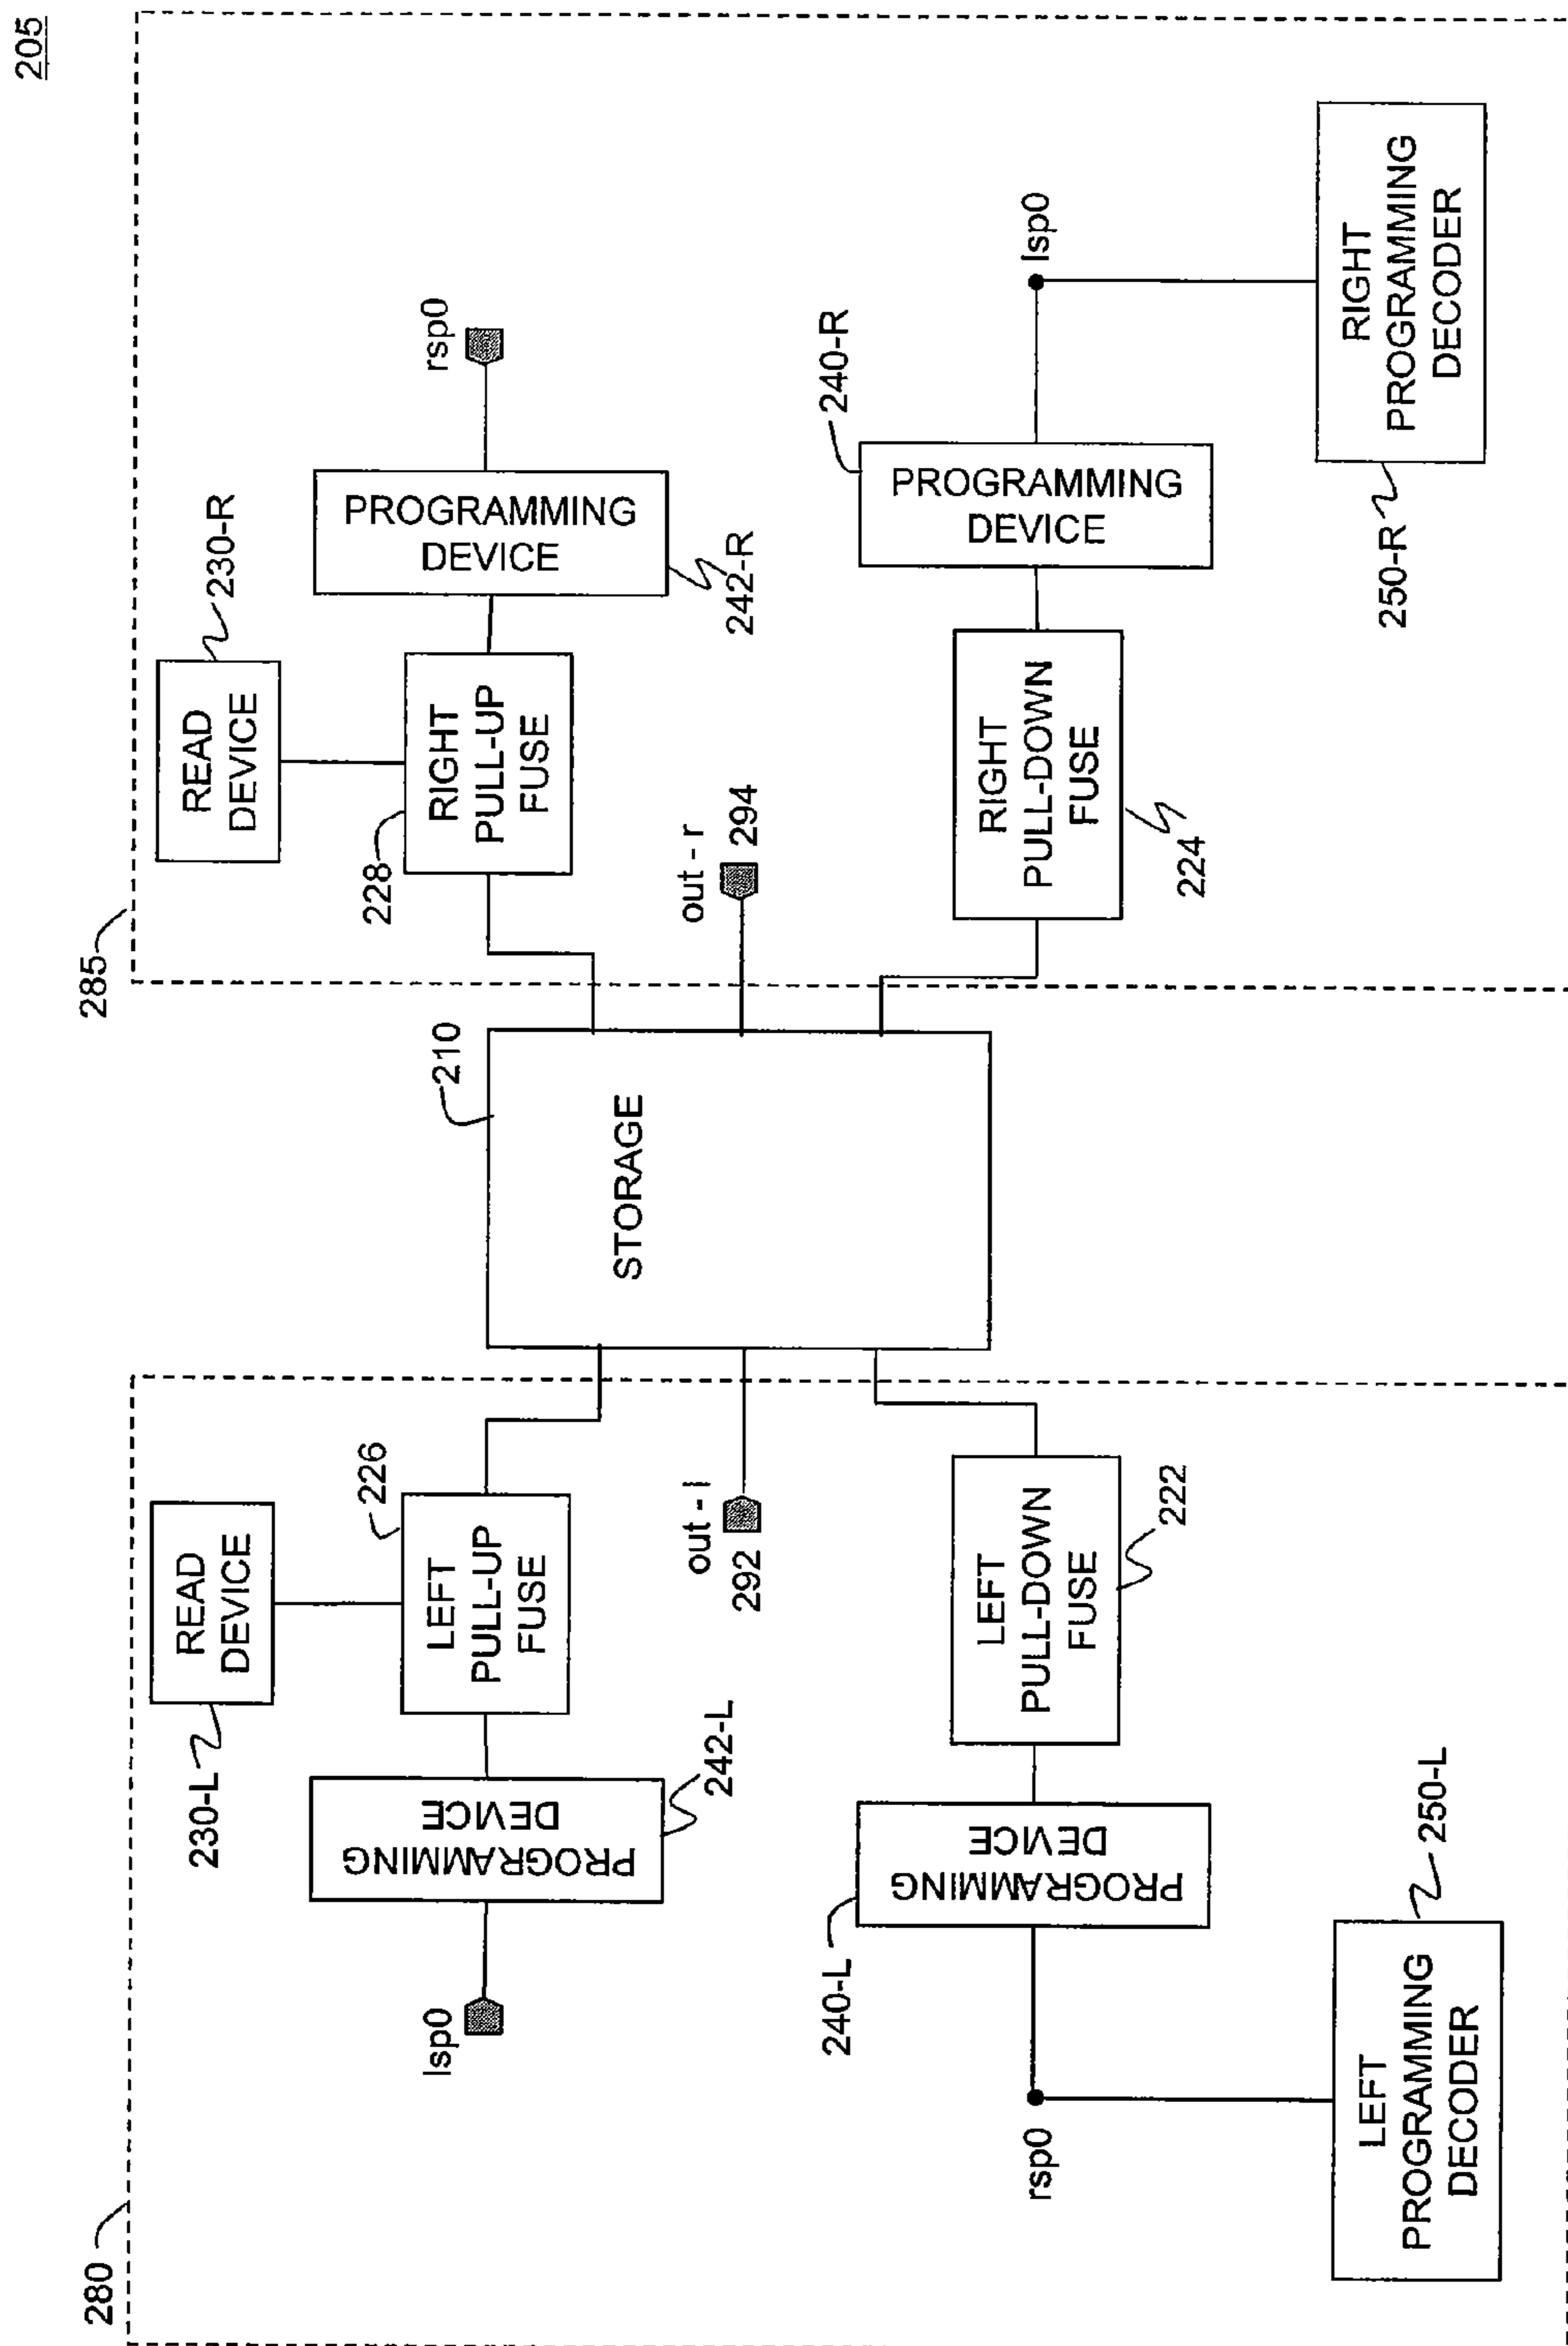 205
280
285
READ
DEVICE
230-L
READ
DEVICE
230-R
lsp0
PROGRAMMING
DEVICE
242-L
LEFT
PULL-UP
FUSE
226
210
STORAGE
228
RIGHT
PULL-UP
FUSE
PROGRAMMING
DEVICE
242-R
rsp0
out - l
292
out - r
294
rsp0
240-L
PROGRAMMING
DEVICE
LEFT
PULL-DOWN
FUSE
222
RIGHT
PULL-DOWN
FUSE
224
PROGRAMMING
DEVICE
240-R
lsp0
LEFT
PROGRAMMING
DECODER
250-L
RIGHT
PROGRAMMING
DECODER
250-R